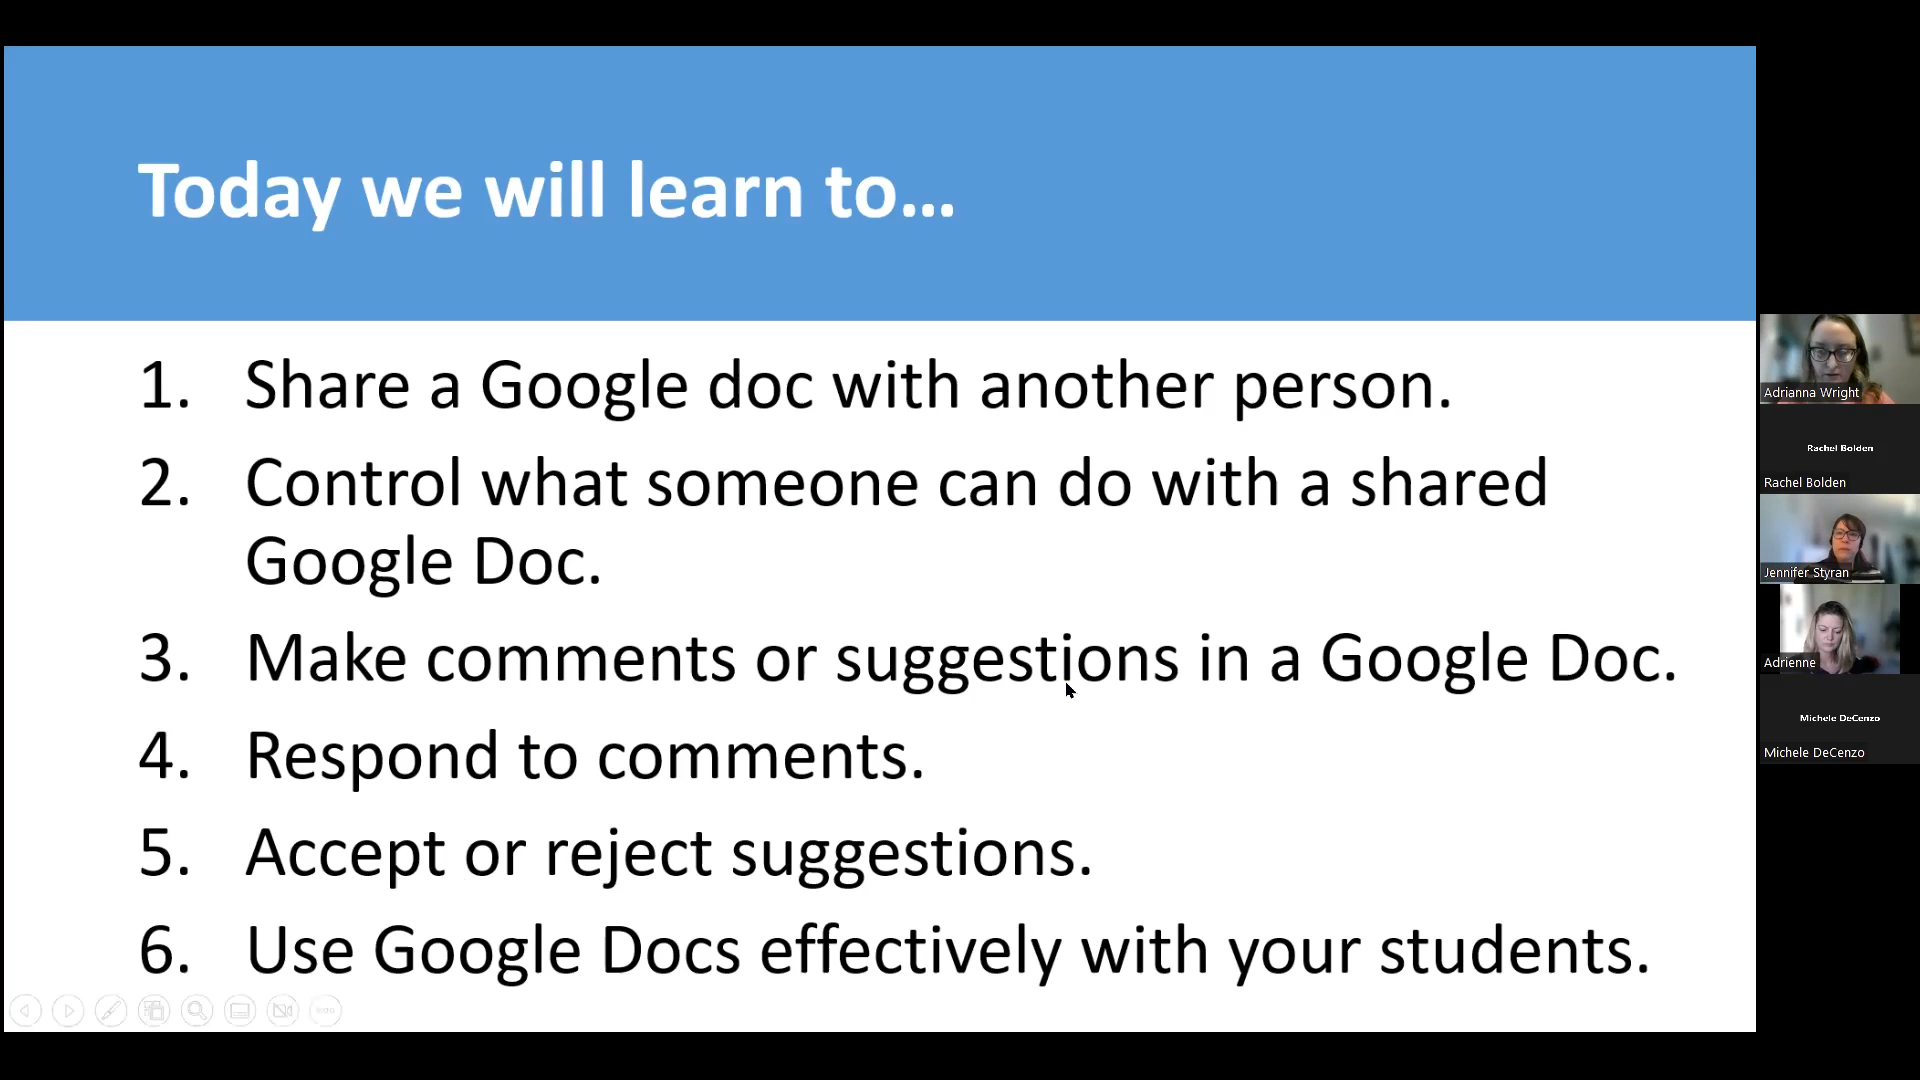 Today we will learn to...
1. Share a Google doc with another person.
2. Control what someone can do with a shared
Google Doc.
3. Make comments or suggestions in a Google Doc.
4. Respond to comments.
5. Accept or reject suggestions.
6. Use Google Docs effectively with your students.
Adrianna Wright
Rachel Bolden
Rachel Bolden
Jennifer Styran
Adrienne
Michele DeCenzo
Michele DeCenzo